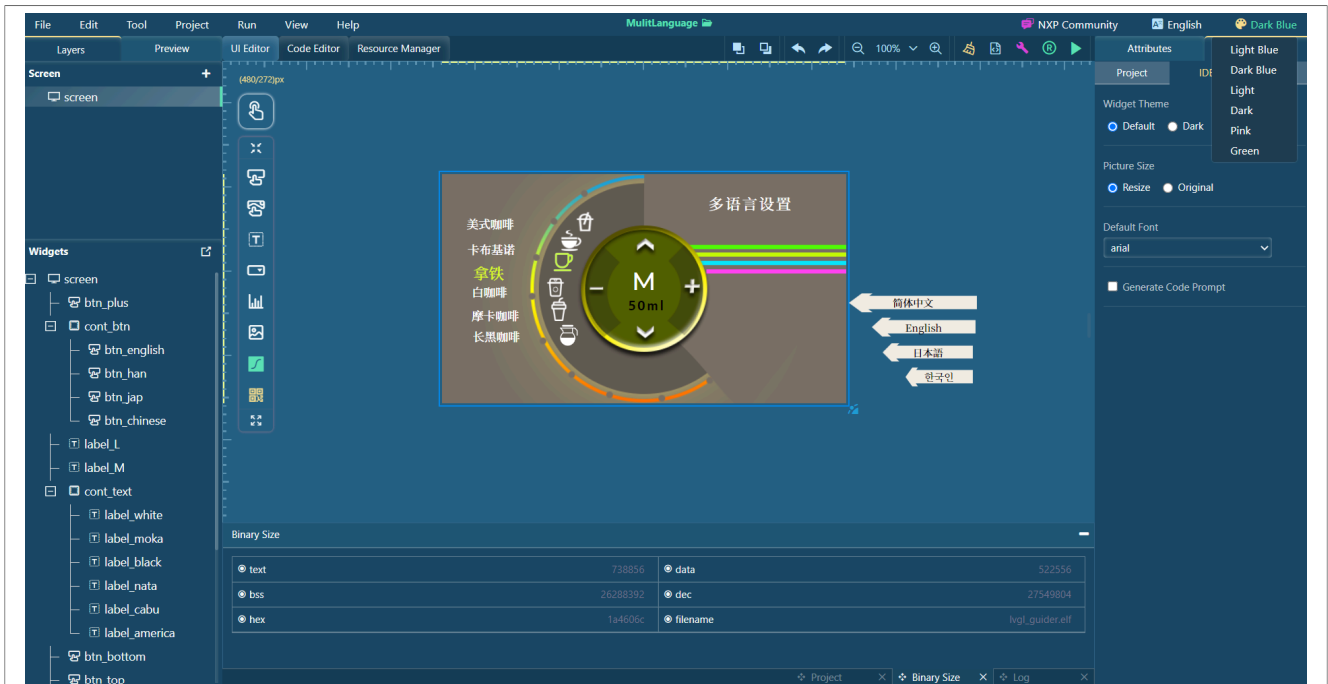 File Edit Tool Project Run View Help MulitLanguage NXP Community English Dark Blue
Layers Preview UI Editor Code Editor Resource Manager 100% Attributes
Light Blue
Dark Blue
Light
Dark
Pink
Green
Screen +
screen
(480/272)px
Project IDE
Widget Theme
Default Dark
Picture Size
Resize Original
Default Font
arial
Generate Code Prompt
多语言设置
美式咖啡
卡布基诺
拿铁
白咖啡
摩卡咖啡
长黑咖啡
M
50ml
简体中文
English
日本語
한국인
Widgets
screen
btn_plus
cont_btn
btn_english
btn_han
btn_jap
btn_chinese
label_L
label_M
cont_text
label_white
label_moka
label_black
label_nata
label_cabu
label_america
btn_bottom
btn_top
Binary Size
text 738856 data 522556
bss 26288392 dec 27549804
hex 1a4606c filename lvgl_guider.elf
Project Binary Size Log